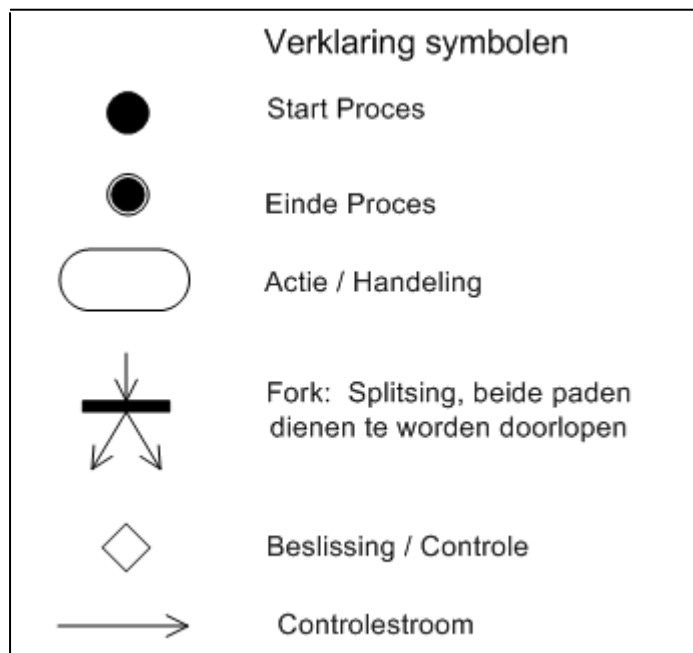 Verklaring symbolen
Start Proces
Einde Proces
Actie / Handeling
Fork: Splitsing, beide paden
dienen te worden doorlopen
Beslissing / Controle
Controlestroom